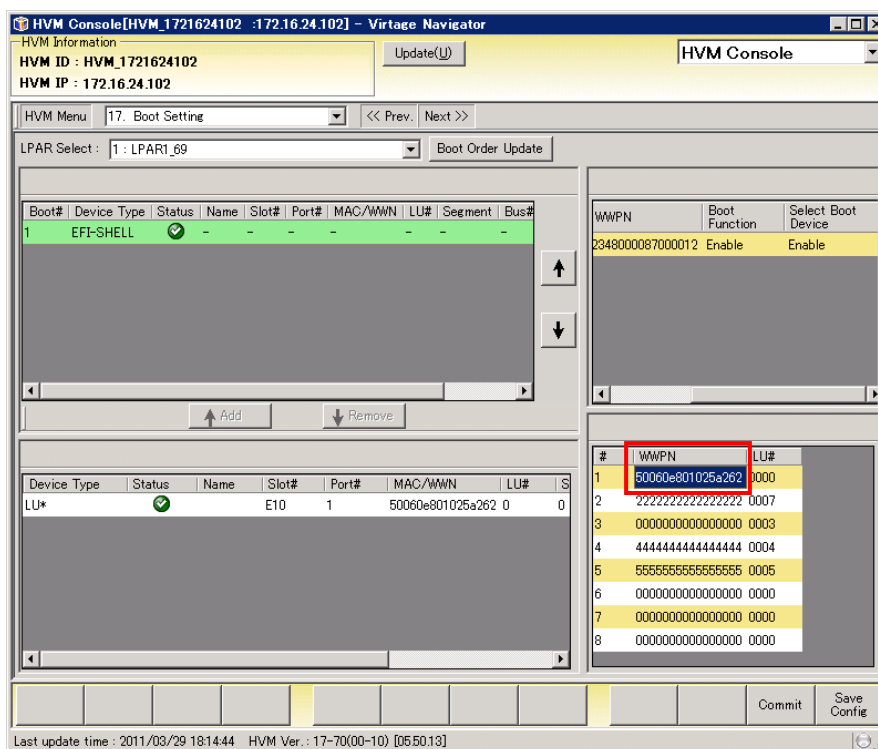 HVM Console[HVM_1721624102 :172.16.24.102] - Virtage Navigator
HVM Information
HVM ID : HVM_1721624102
HVM IP : 172.16.24.102
Update(U)
HVM Console
HVM Menu 17. Boot Setting << Prev. Next >>
LPAR Select : 1 : LPAR1_69 Boot Order Update
Boot# Device Type Status Name Slot# Port# MAC/WWN LU# Segment Bus#
1 EFI-SHELL - - - - - - -
Add Remove
Device Type Status Name Slot# Port# MAC/WWN LU# S
LU* E10 1 50060e801025a262 0 0
WWPN Boot Function Select Boot Device
2348000087000012 Enable Enable
# WWPN LU#
1 50060e801025a262 0000
2 2222222222222222 0007
3 0000000000000000 0003
4 4444444444444444 0004
5 5555555555555555 0005
6 0000000000000000 0000
7 0000000000000000 0000
8 0000000000000000 0000
Commit Save Config
Last update time : 2011/03/29 18:14:44 HVM Ver. : 17-70(00-10) [05.50.13]